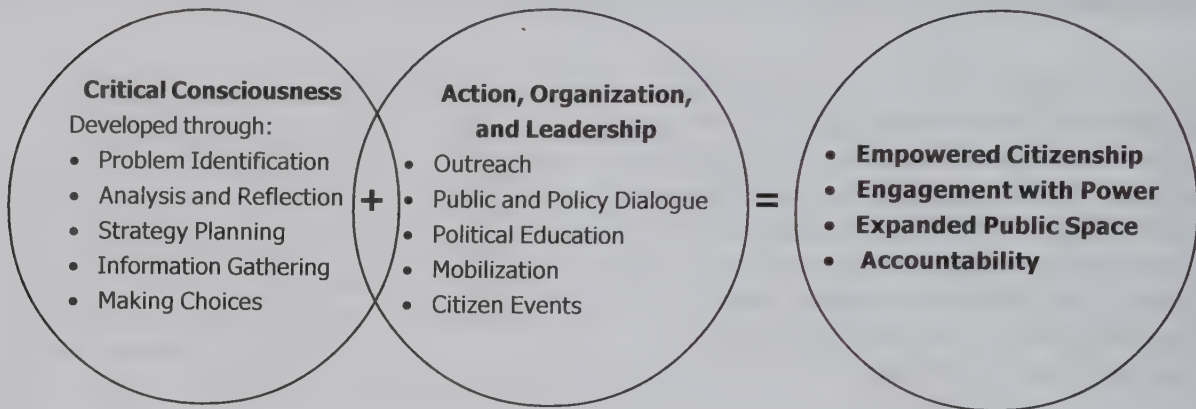 Critical Consciousness
Developed through:
• Problem Identification
• Analysis and Reflection
• Strategy Planning
• Information Gathering
• Making Choices
+
Action, Organization,
and Leadership
• Outreach
• Public and Policy Dialogue
• Political Education
• Mobilization
• Citizen Events
=
• Empowered Citizenship
• Engagement with Power
• Expanded Public Space
• Accountability